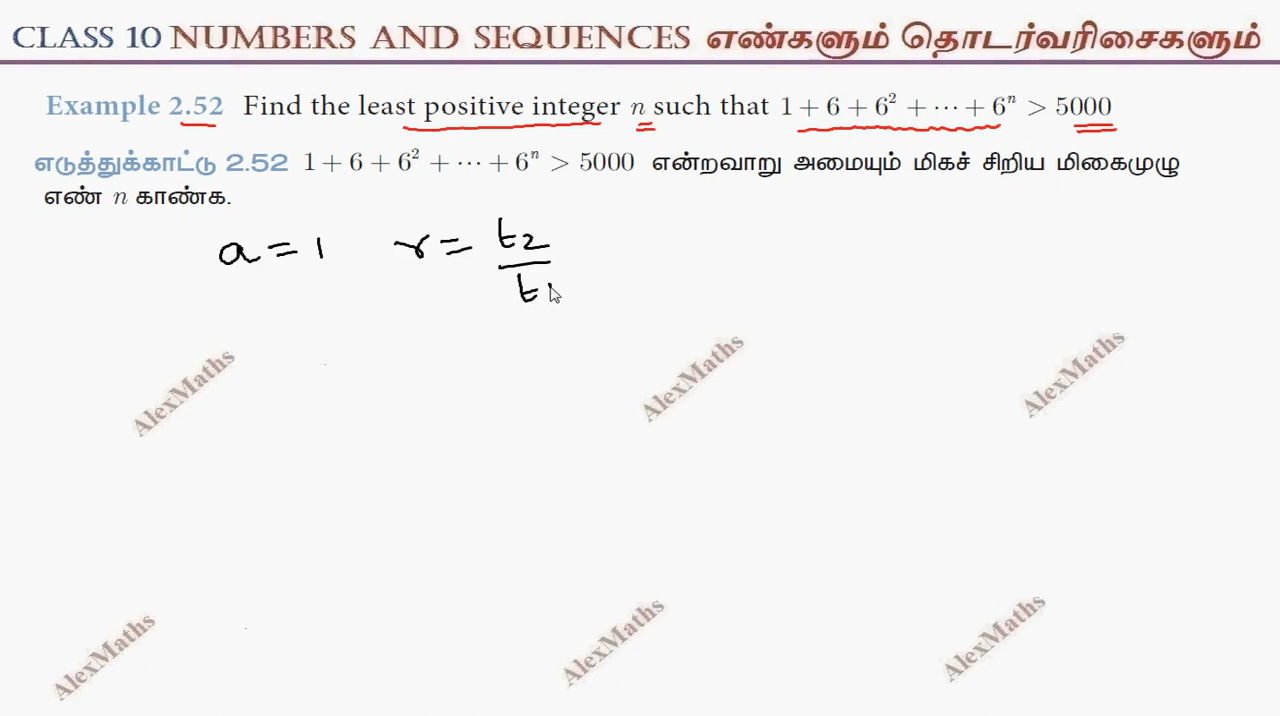 CLASS 10 NUMBERS AND SEQUENCES எண்களும் தொடர்வரிசைகளும்
Example 2.52 Find the least positive integer n such that 1 + 6 + 6² + ⋯ + 6ⁿ > 5000
எடுத்துக்காட்டு 2.52 1 + 6 + 6² + ⋯ + 6ⁿ > 5000 என்றவாறு அமையும் மிகச் சிறிய மிகைமுழு
எண் n காண்க.
a = 1 r = t2
t1
AlexMaths AlexMaths AlexMaths
AlexMaths AlexMaths AlexMaths